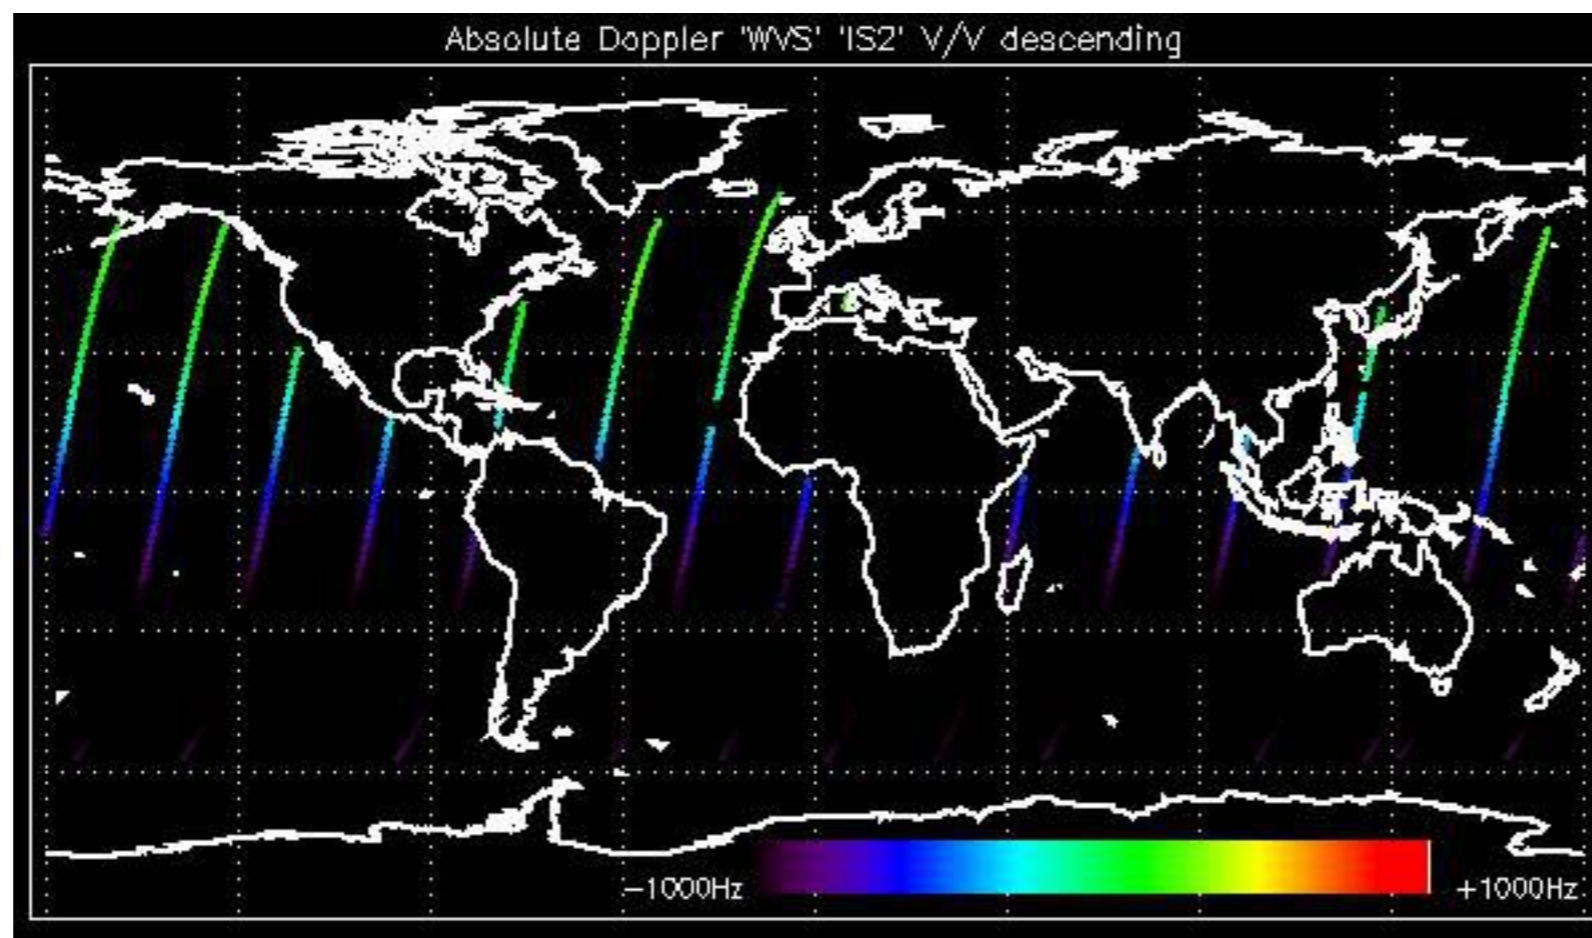 Absolute Doppler 'WVS' 'IS2' V/V descending
−1000Hz +1000Hz